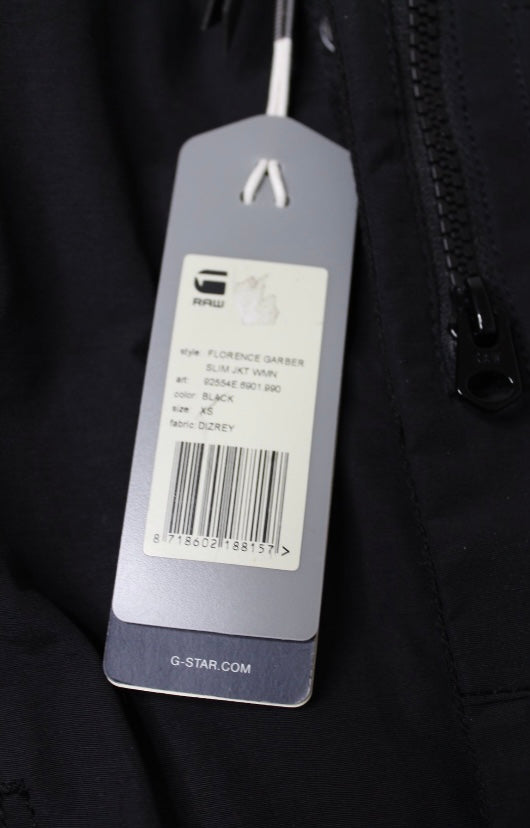 RAW
style: FLORENCE GARBER
SLIM JKT WMN
art: 92554E.6901.990
color: BLACK
size: XS
fabric: DIZREY
8 718602 188157 >
G-STAR.COM